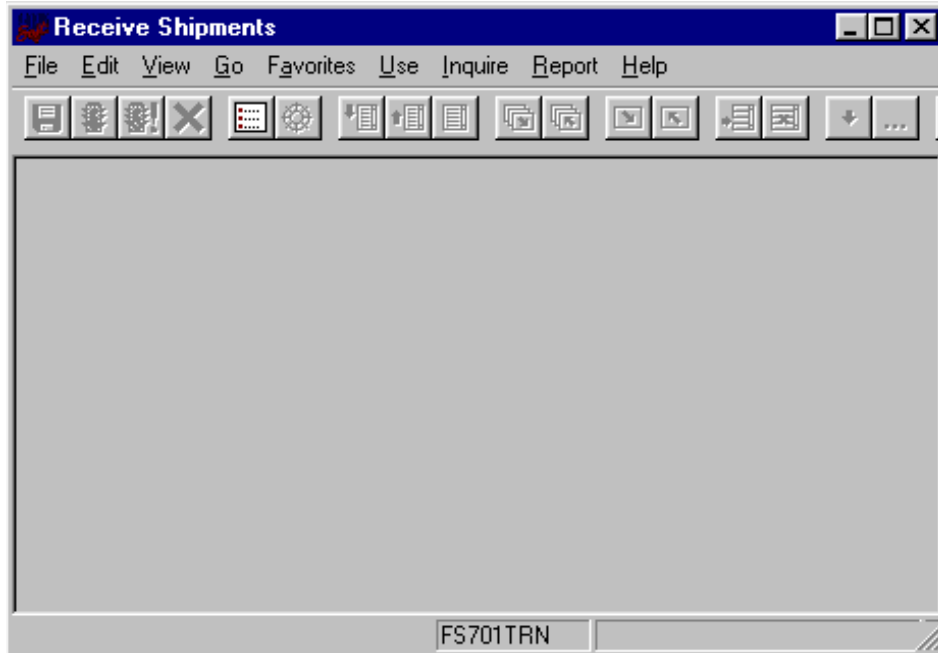 Receive Shipments
File Edit View Go Favorites Use Inquire Report Help
FS701TRN